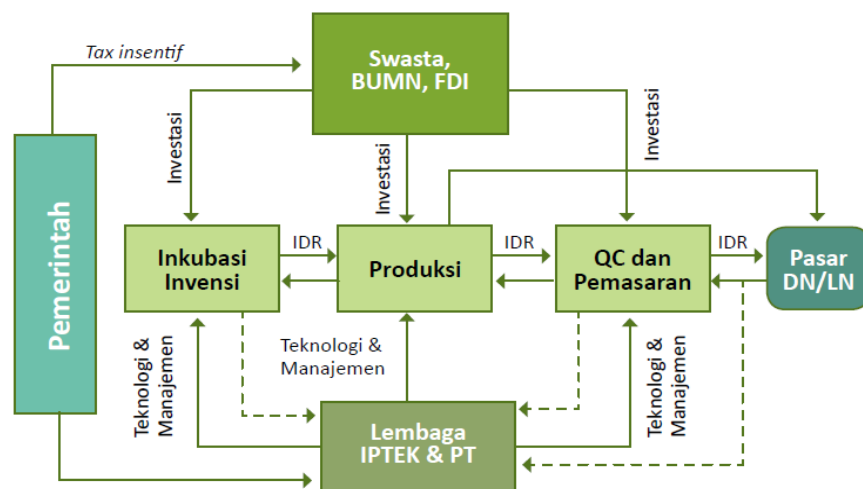 Tax insentif
Swasta,
BUMN, FDI
Investasi
Investasi
Investasi
Pemerintah
Inkubasi
Invensi
IDR
Produksi
IDR
QC dan
Pemasaran
IDR
Pasar
DN/LN
Teknologi &
Manajemen
Teknologi &
Manajemen
Teknologi &
Manajemen
Lembaga
IPTEK & PT